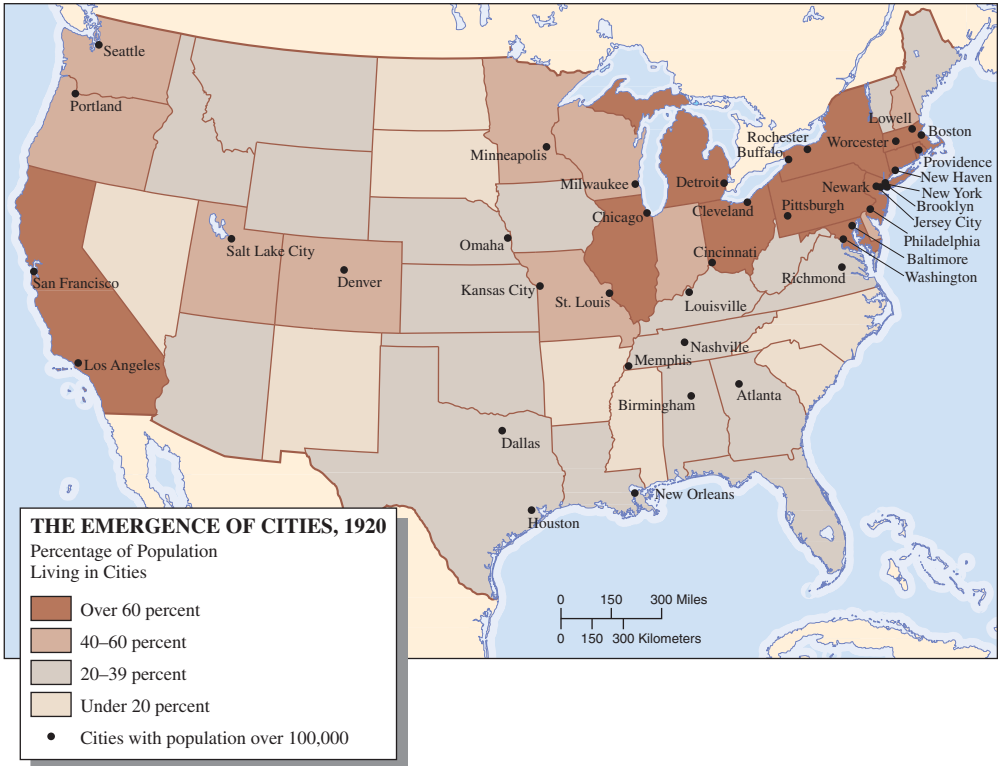 Seattle
Portland
Minneapolis
Milwaukee
Detroit
Chicago
Cleveland
Rochester
Buffalo
Lowell
Worcester
Boston
Providence
New Haven
New York
Brooklyn
Jersey City
Newark
Philadelphia
Baltimore
Washington
Pittsburgh
Cincinnati
Richmond
Louisville
Omaha
Kansas City
St. Louis
Salt Lake City
Denver
San Francisco
Los Angeles
Nashville
Memphis
Birmingham
Atlanta
Dallas
New Orleans
Houston
0 150 300 Miles
0 150 300 Kilometers
THE EMERGENCE OF CITIES, 1920
Percentage of Population
Living in Cities
Over 60 percent
40–60 percent
20–39 percent
Under 20 percent
Cities with population over 100,000